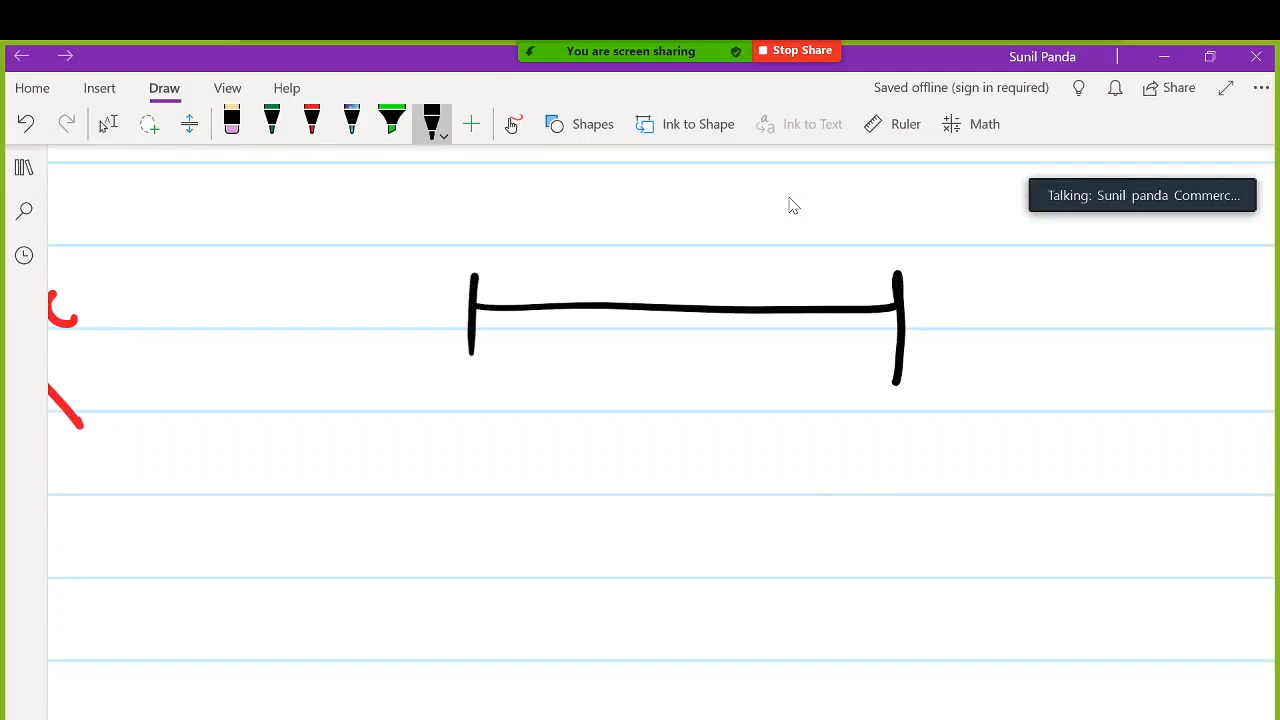 You are screen sharing
Stop Share
Sunil Panda
Home Insert Draw View Help
Saved offline (sign in required)
Share
Shapes
Ink to Shape
Ink to Text
Ruler
Math
Talking: Sunil panda Commerc...